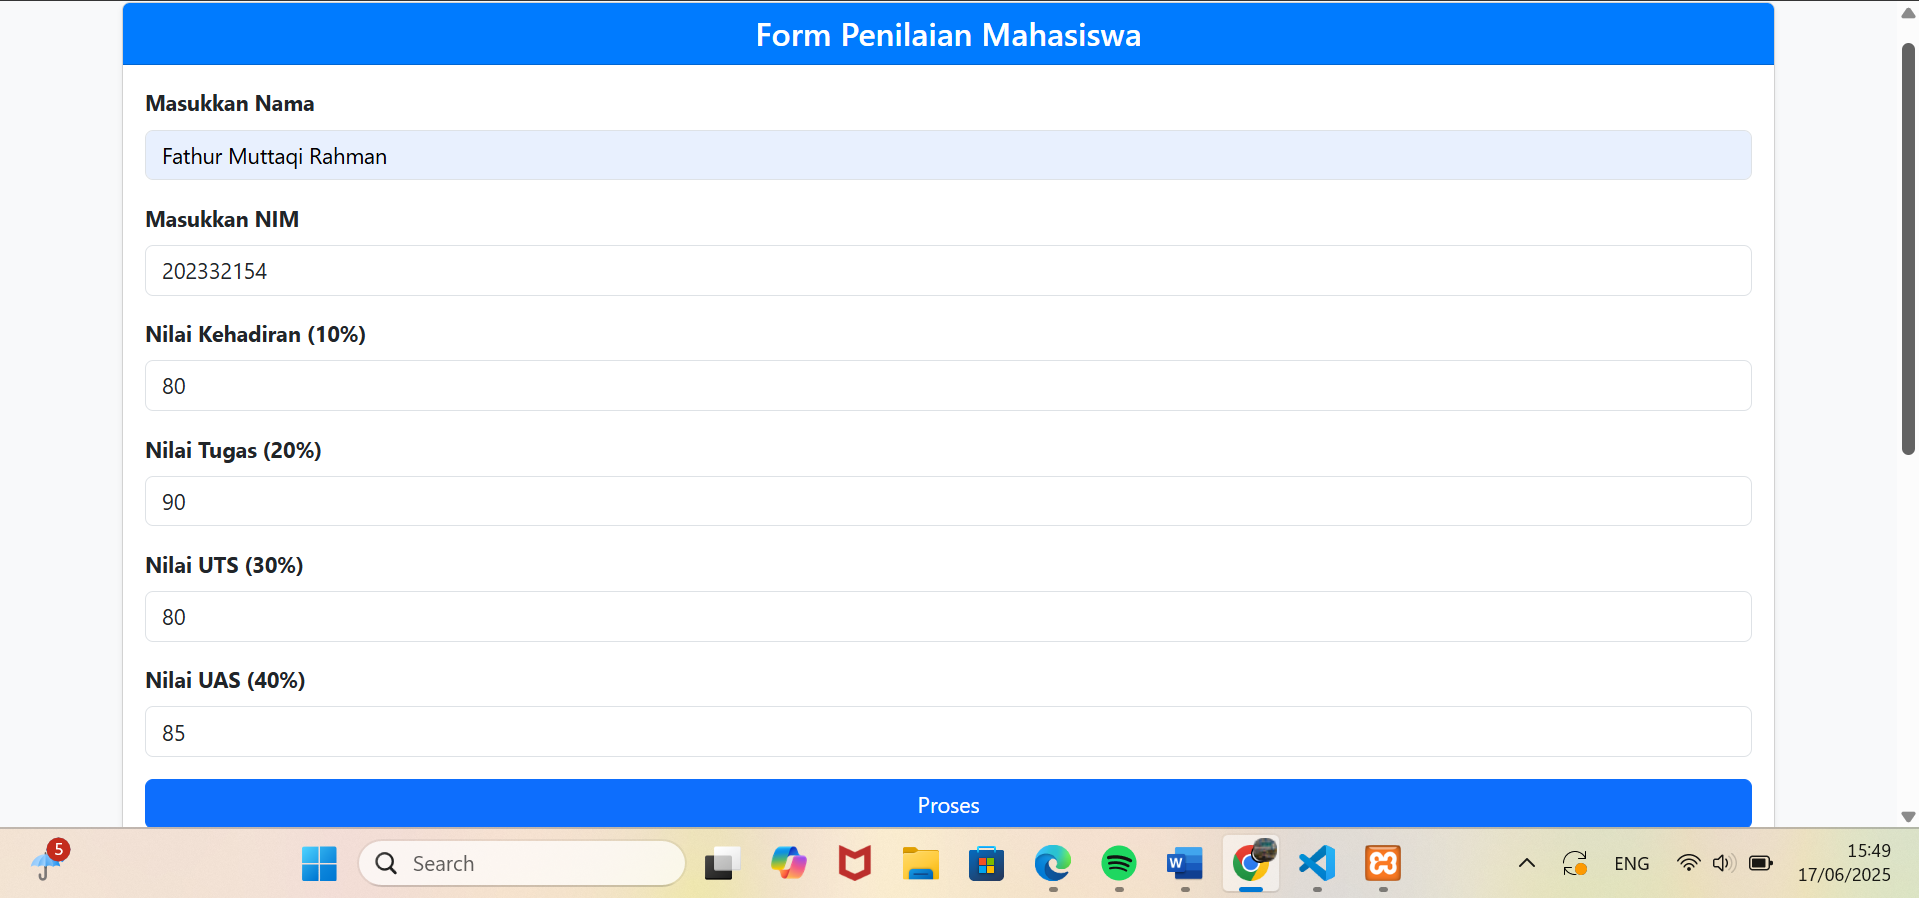 Form Penilaian Mahasiswa
Masukkan Nama
Fathur Muttaqi Rahman
Masukkan NIM
202332154
Nilai Kehadiran (10%)
80
Nilai Tugas (20%)
90
Nilai UTS (30%)
80
Nilai UAS (40%)
85
Proses
5
Search
W
ENG
15:49
17/06/2025